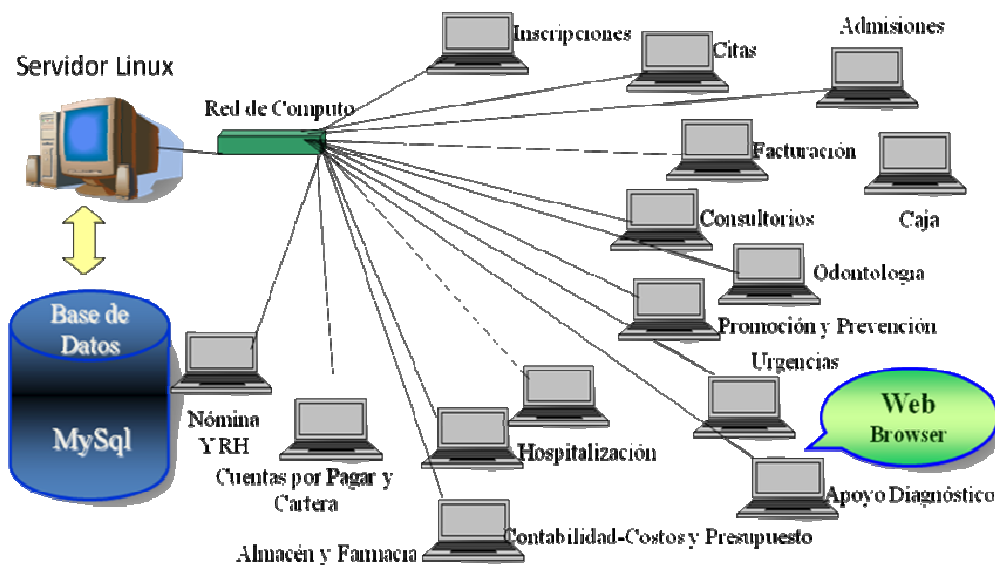 Inscripciones
Admisiones
Citas
Servidor Linux
Red de Computo
Facturación
Consultorios
Caja
Odontología
Base de
Datos
Promoción y Prevención
Urgencias
Web
Browser
MySql
Nómina
Y RH
Hospitalización
Cuentas por Pagar y
Cartera
Apoyo Diagnóstico
Contabilidad-Costos y Presupuesto
Almacén y Farmacia